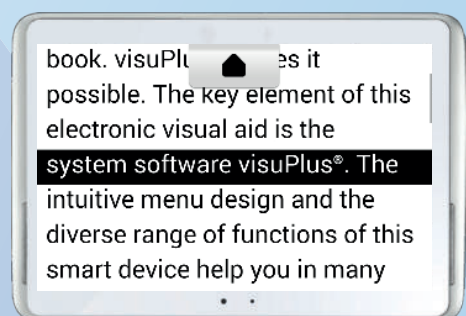 book. visuPlu es it
possible. The key element of this
electronic visual aid is the
system software visuPlus®. The
intuitive menu design and the
diverse range of functions of this
smart device help you in many